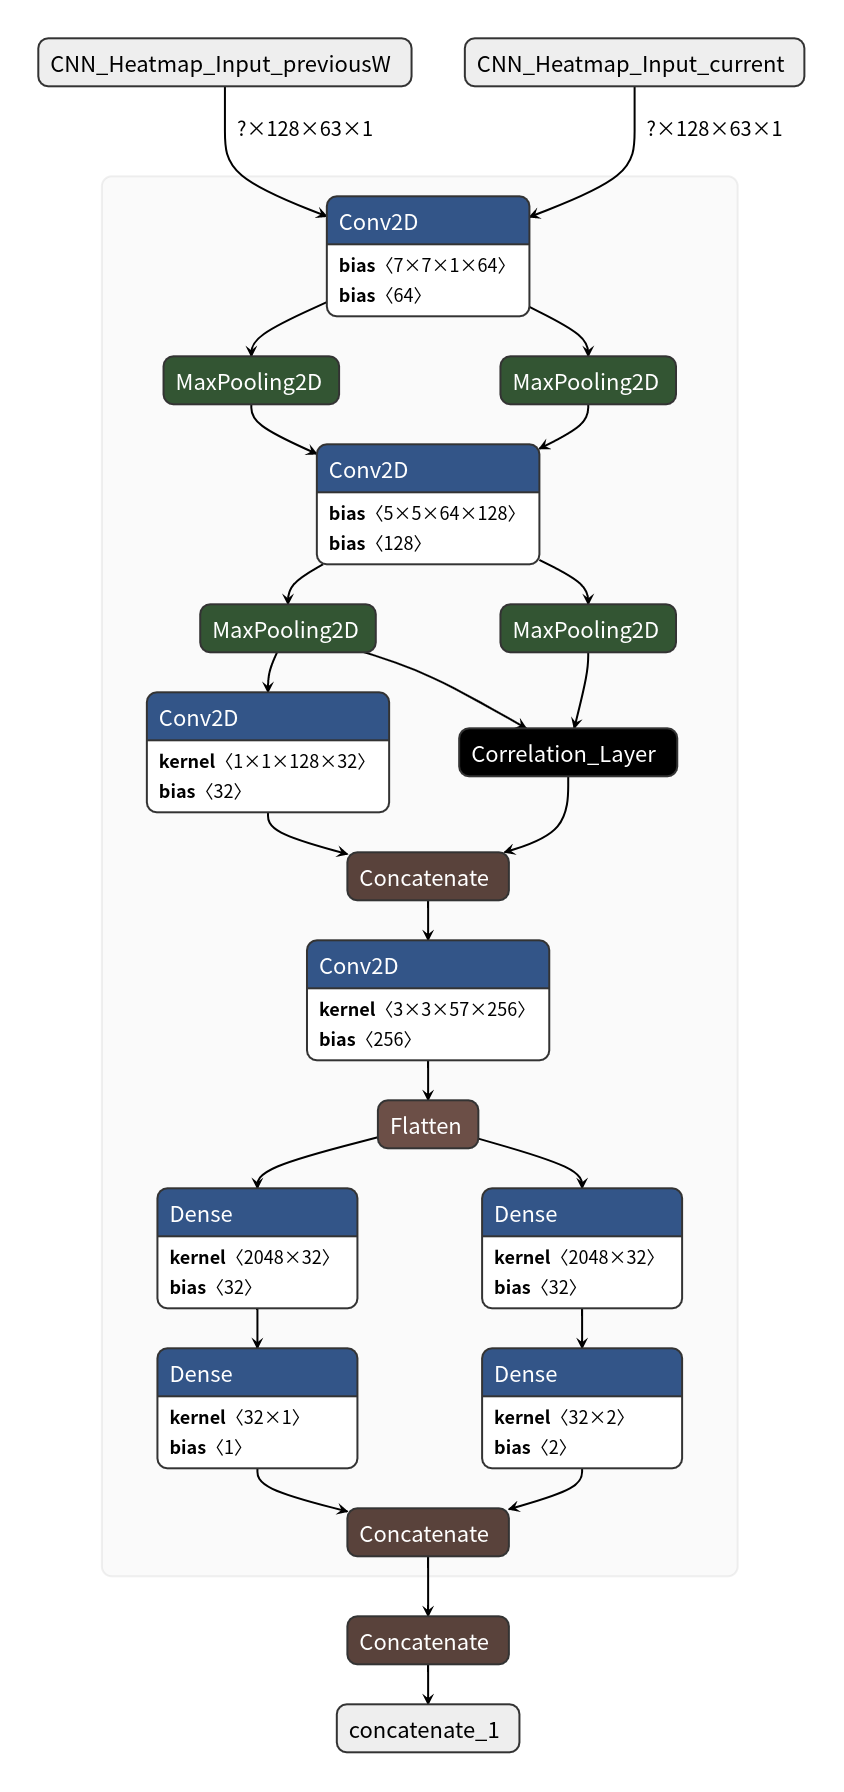 CNN_Heatmap_Input_previousW
CNN_Heatmap_Input_current
?×128×63×1
?×128×63×1
Conv2D
bias〈7×7×1×64〉
bias〈64〉
MaxPooling2D
MaxPooling2D
Conv2D
bias〈5×5×64×128〉
bias〈128〉
MaxPooling2D
MaxPooling2D
Conv2D
kernel〈1×1×128×32〉
bias〈32〉
Correlation_Layer
Concatenate
Conv2D
kernel〈3×3×57×256〉
bias〈256〉
Flatten
Dense
kernel〈2048×32〉
bias〈32〉
Dense
kernel〈2048×32〉
bias〈32〉
Dense
kernel〈32×1〉
bias〈1〉
Dense
kernel〈32×2〉
bias〈2〉
Concatenate
Concatenate
concatenate_1